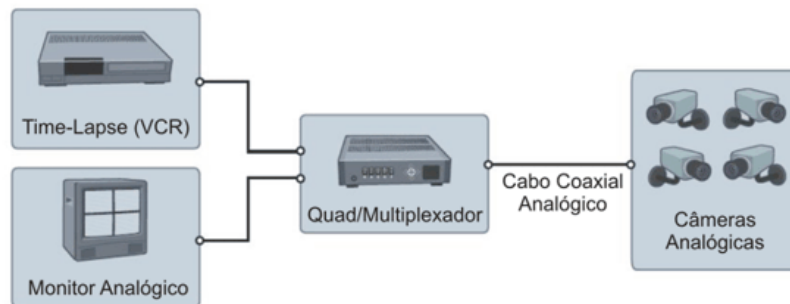 Time-Lapse (VCR)
Monitor Analógico
Quad/Multiplexador
Cabo Coaxial
Analógico
Câmeras
Analógicas